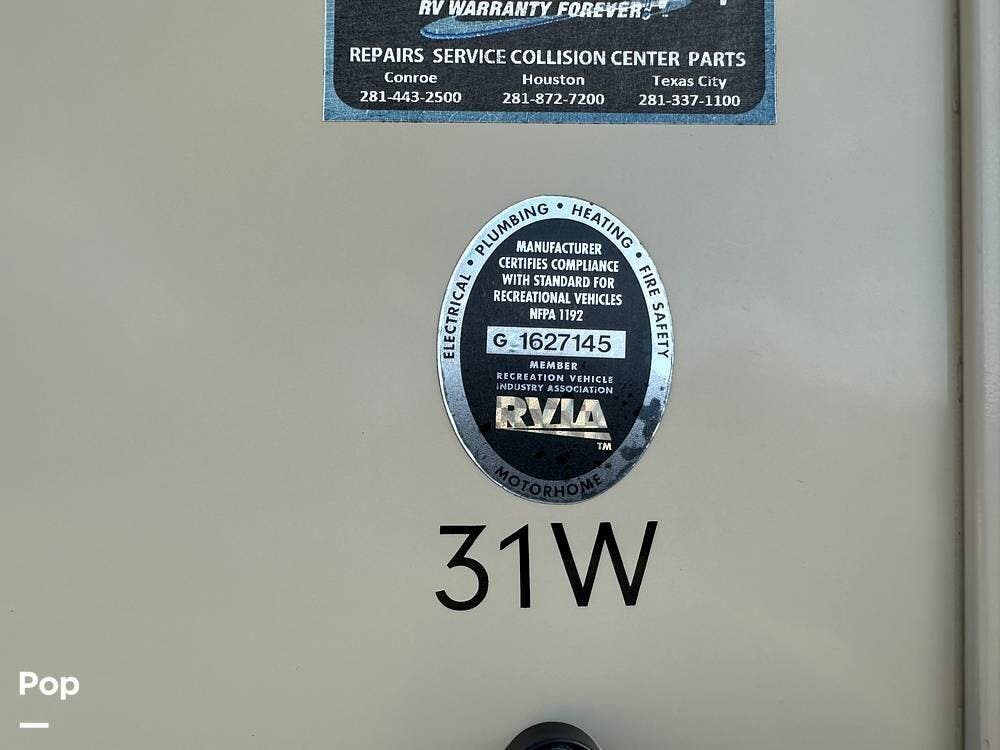 RV WARRANTY FOREVER
REPAIRS SERVICE COLLISION CENTER PARTS
Conroe Houston Texas City
281-443-2500 281-872-7200 281-337-1100
ELECTRICAL • PLUMBING • HEATING • FIRE SAFETY
MANUFACTURER
CERTIFIES COMPLIANCE
WITH STANDARD FOR
RECREATIONAL VEHICLES
NFPA 1192
G 1627145
MEMBER
RECREATION VEHICLE
INDUSTRY ASSOCIATION
RVIA
TM
MOTORHOME
31W
Pop